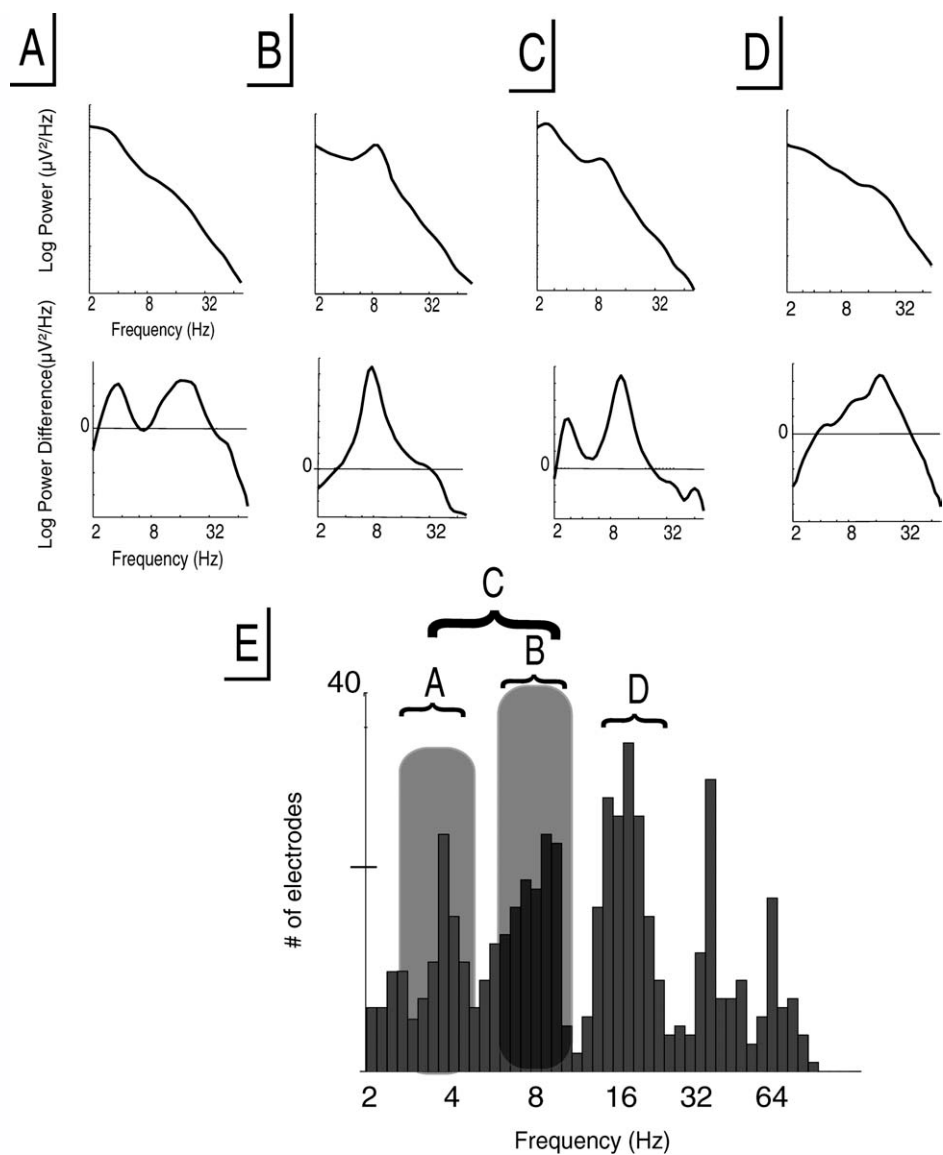 A
B
C
D
Log Power (µV²/Hz)
2 8 32
2 8 32
2 8 32
2 8 32
Frequency (Hz)
Log Power Difference(µV²/Hz)
0
0
0
0
2 8 32
2 8 32
2 8 32
2 8 32
Frequency (Hz)
E
C
B
A
D
40
# of electrodes
2 4 8 16 32 64
Frequency (Hz)